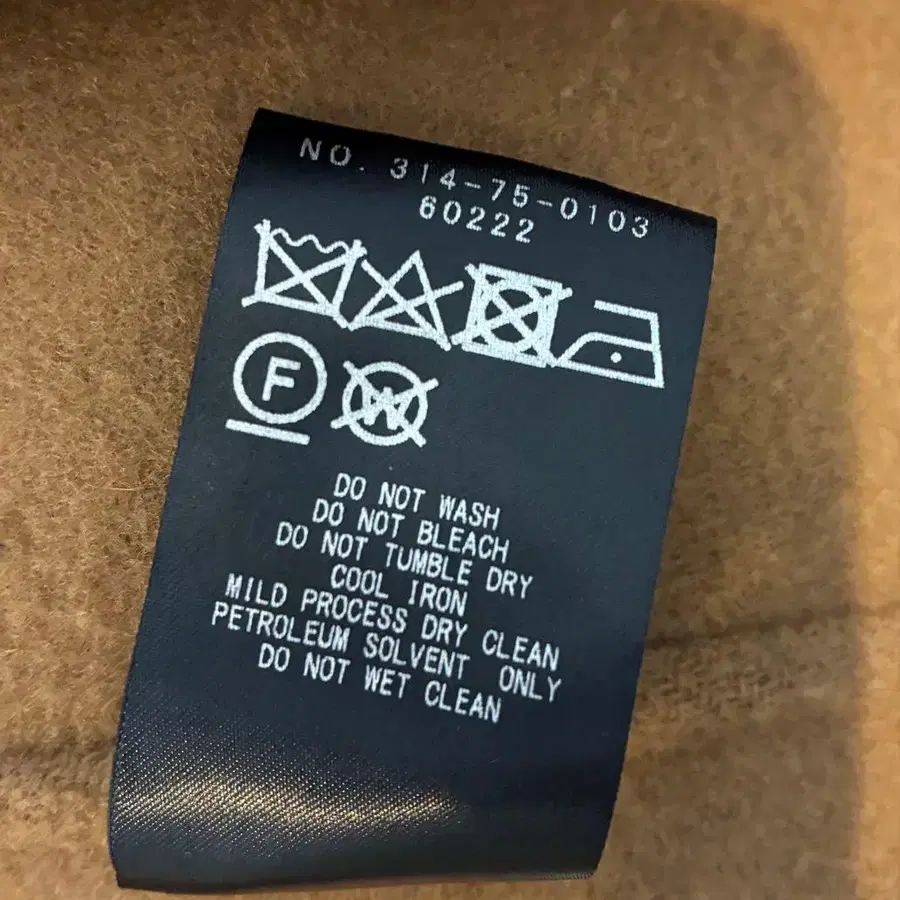 NO. 314-75-0103
60222
F
W
DO NOT WASH
DO NOT BLEACH
DO NOT TUMBLE DRY
COOL IRON
MILD PROCESS DRY CLEAN
PETROLEUM SOLVENT ONLY
DO NOT WET CLEAN